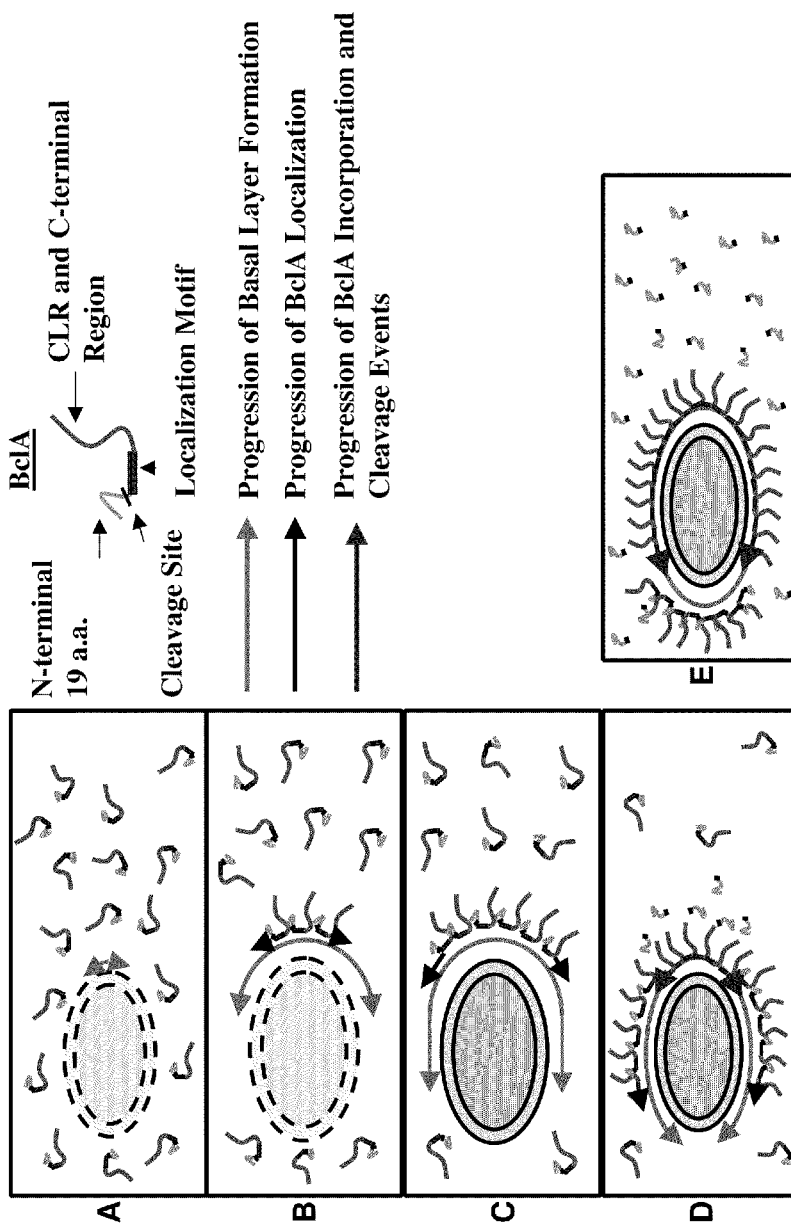 BclA
N-terminal
19 a.a.
CLR and C-terminal
Region
Cleavage Site
Localization Motif
Progression of Basal Layer Formation
Progression of BclA Localization
Progression of BclA Incorporation and
Cleavage Events
A
B
C
D
E